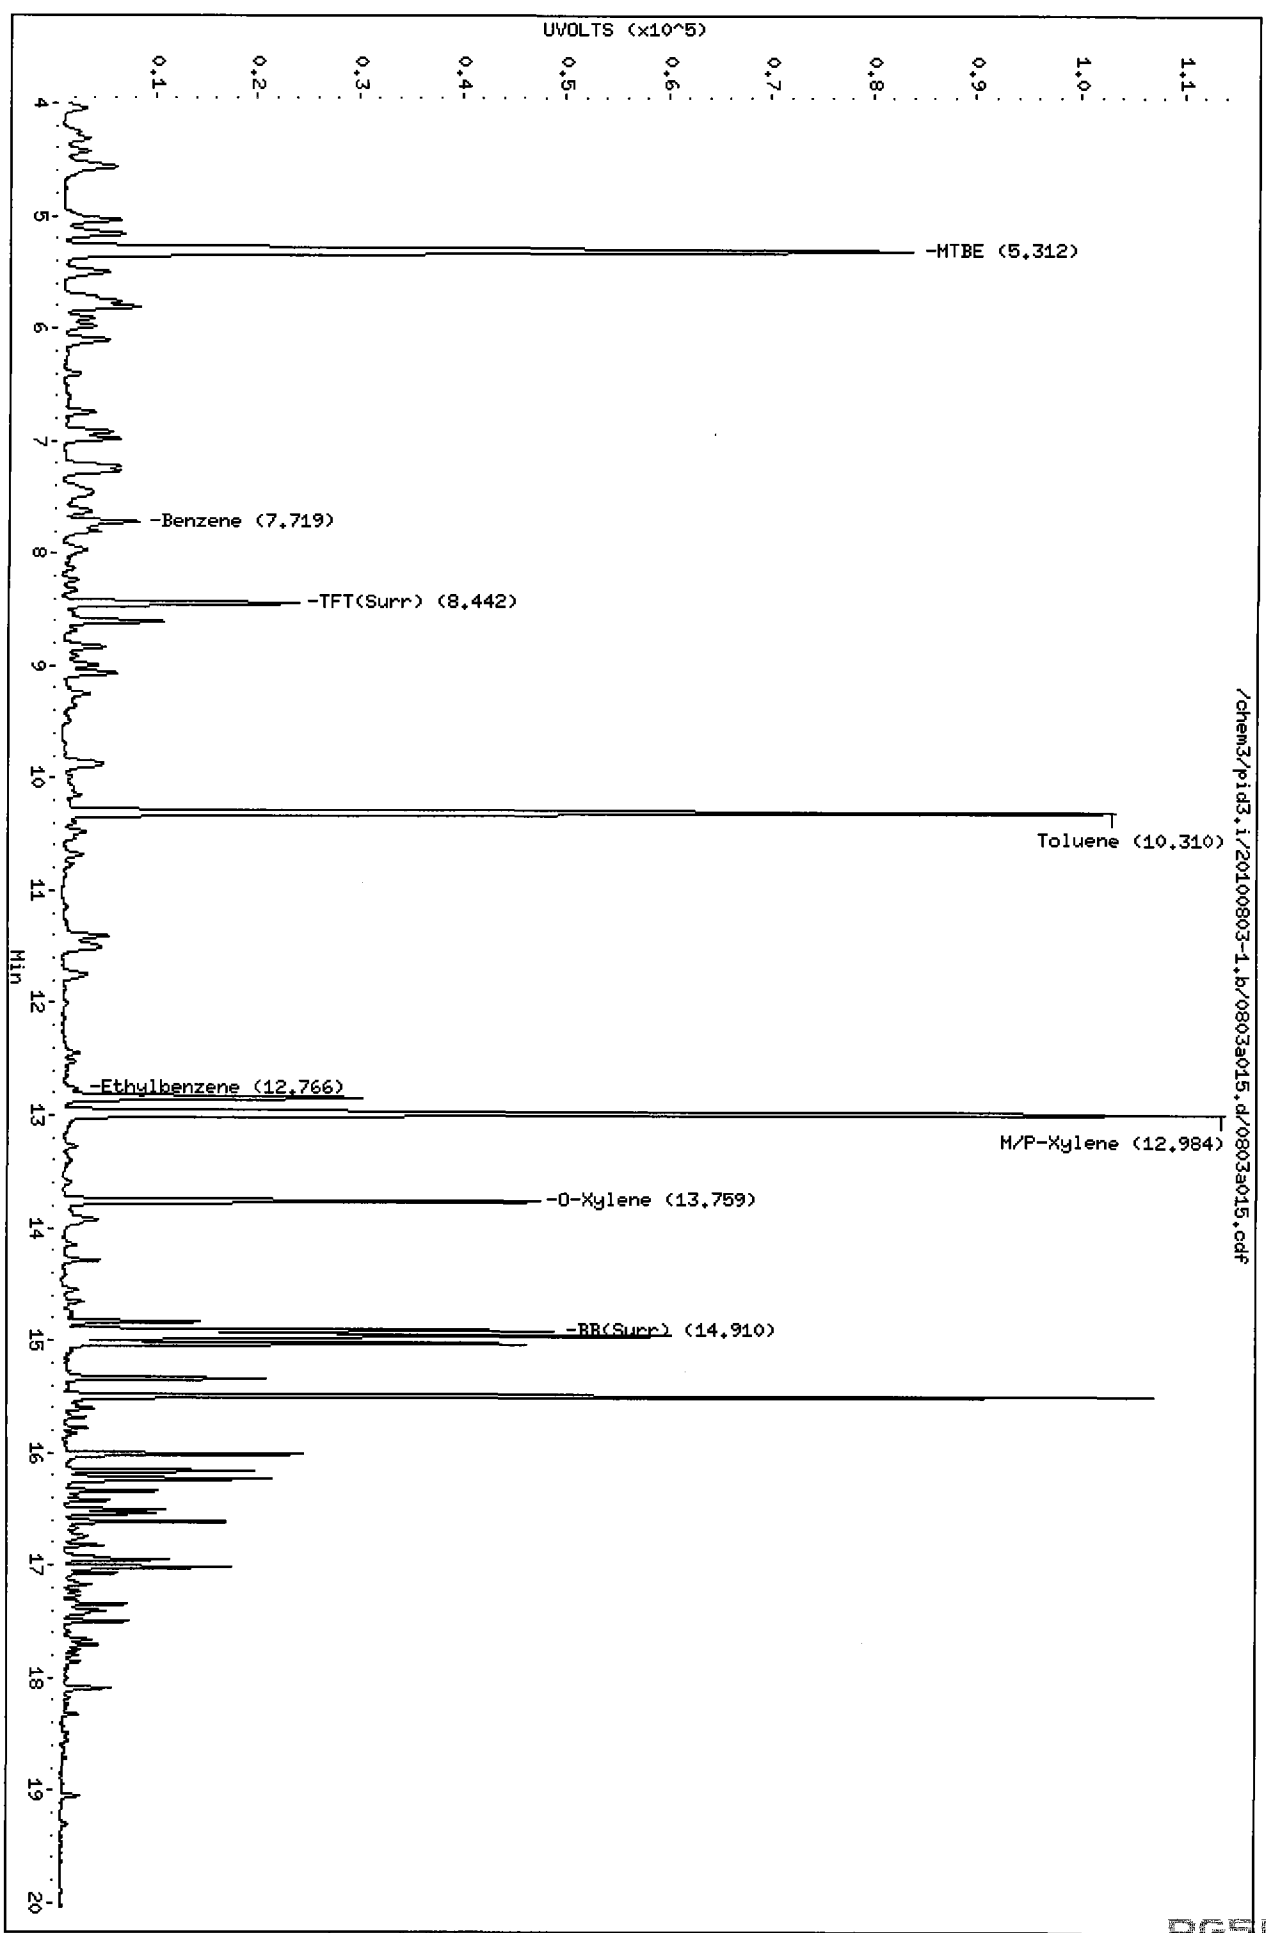 UVOLTS (x10^5)
0.1-
0.2-
0.3-
0.4-
0.5-
0.6-
0.7-
0.8-
0.9-
1.0-
1.1-
4-
5-
-MTBE (5.312)
6-
7-
-Benzene (7.719)
8-
-TFT(Surr) (8.442)
9-
/chem3/pid3.i/20100803-1.b/0803a015.d/0803a015.cdf
10-
Toluene (10.310)
11-
Min
12-
-Ethylbenzene (12.766)
13-
M/P-Xylene (12.984)
-O-Xylene (13.759)
14-
-BB(Surr) (14.910)
15-
16-
17-
18-
19-
20-